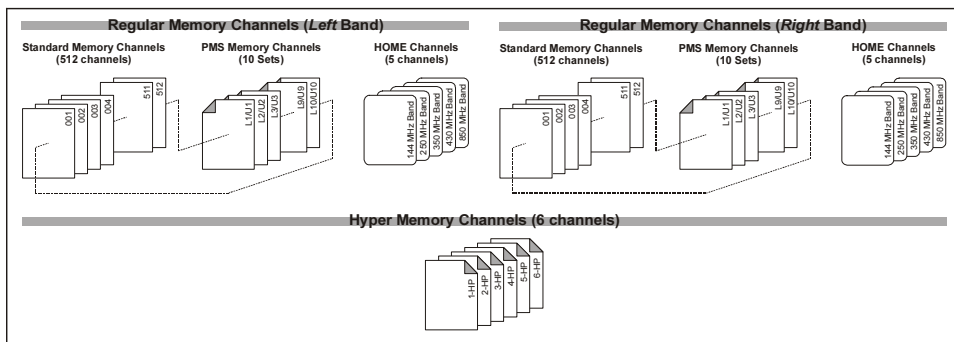 Regular Memory Channels (Left Band)
Standard Memory Channels
(512 channels)
PMS Memory Channels
(10 Sets)
HOME Channels
(5 channels)
001
002
003
004
511
512
L1/U1
L2/U2
L3/U3
L9/U9
L10/U10
144 MHz Band
250 MHz Band
350 MHz Band
430 MHz Band
850 MHz Band
Regular Memory Channels (Right Band)
Standard Memory Channels
(512 channels)
PMS Memory Channels
(10 Sets)
HOME Channels
(5 channels)
001
002
003
004
511
512
L1/U1
L2/U2
L3/U3
L9/U9
L10/U10
144 MHz Band
250 MHz Band
350 MHz Band
430 MHz Band
850 MHz Band
Hyper Memory Channels (6 channels)
1-HP
2-HP
3-HP
4-HP
5-HP
6-HP